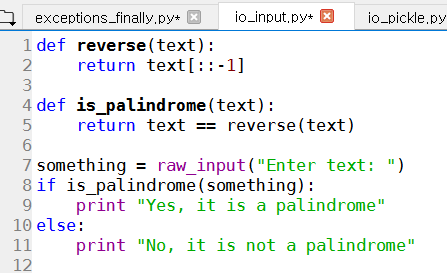 exceptions_finally.py* io_input.py* io_pickle.py
1 def reverse(text):
2     return text[::-1]
3
4 def is_palindrome(text):
5     return text == reverse(text)
6
7 something = raw_input("Enter text: ")
8 if is_palindrome(something):
9     print "Yes, it is a palindrome"
10 else:
11     print "No, it is not a palindrome"
12